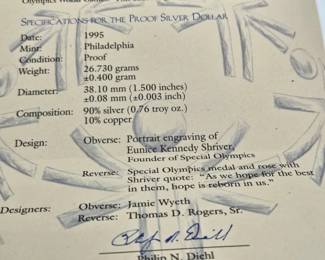 SPECIFICATIONS FOR THE PROOF SILVER DOLLAR
Date: 1995
Mint: Philadelphia
Condition: Proof
Weight: 26.730 grams
±0.400 gram
Diameter: 38.10 mm (1.500 inches)
±0.08 mm (±0.003 inch)
Composition: 90% silver (0.76 troy oz.)
10% copper
Design: Obverse: Portrait engraving of
Eunice Kennedy Shriver,
Founder of Special Olympics
Reverse: Special Olympics medal and rose with
Shriver quote: "As we hope for the best
in them, hope is reborn in us."
Designers: Obverse: Jamie Wyeth
Reverse: Thomas D. Rogers, Sr.
Philip N. Diehl
Philip N. Diehl